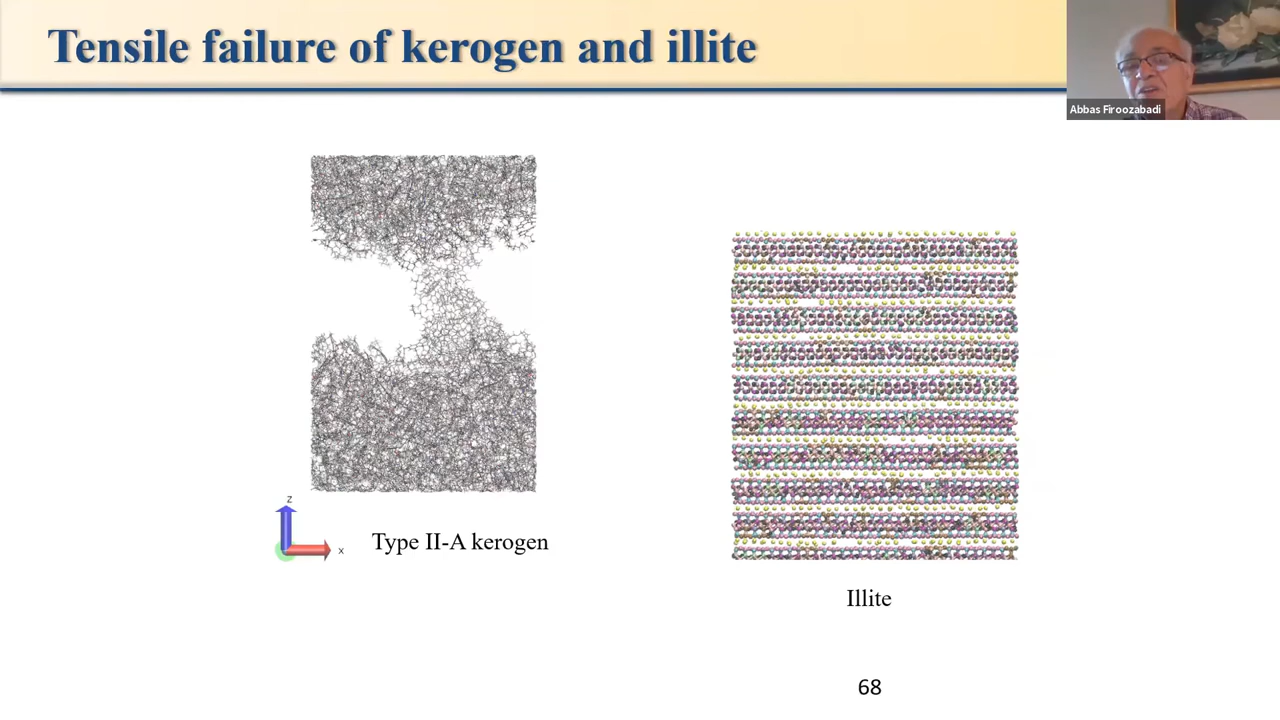 Tensile failure of kerogen and illite
Abbas Firoozabadi
z
x
Type II-A kerogen
Illite
68